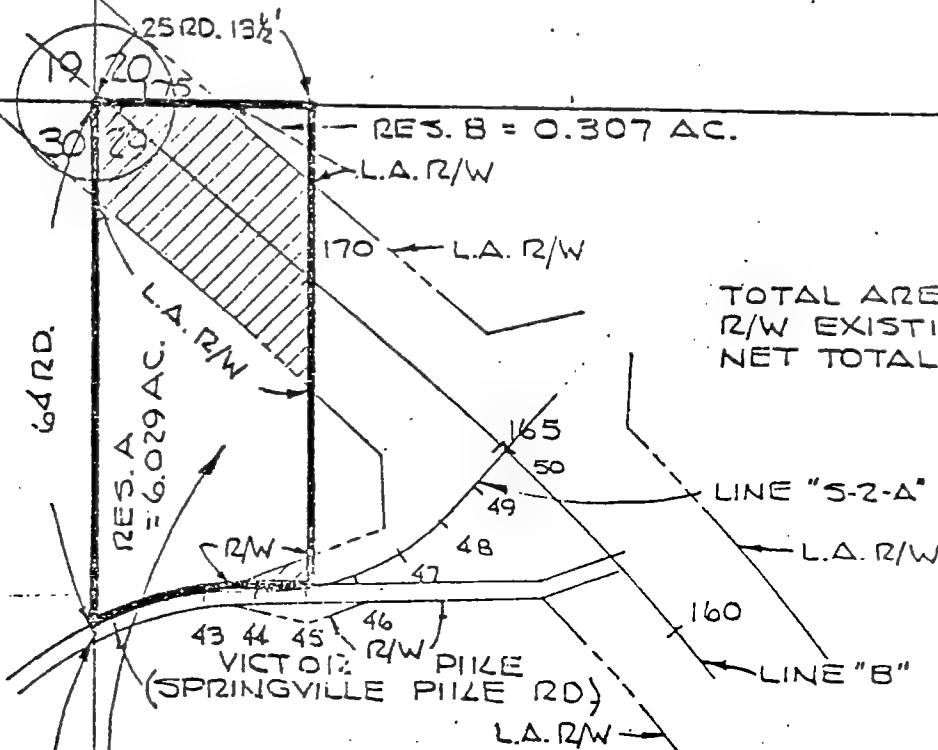 25 RD. 13½'
19 20
30 29
175
RES. B = 0.307 AC.
L.A. R/W
170
L.A. R/W
L.A. R/W
TOTAL ARE
R/W EXISTI
NET TOTAL
64 RD.
RES. A
= 6.029 AC.
165
50
49
48
47
LINE "S-2-A"
L.A. R/W
R/W
160
43 44 45 46
R/W
VICTOR PIKE
(SPRINGVILLE PIKE RD)
LINE "B"
L.A. R/W